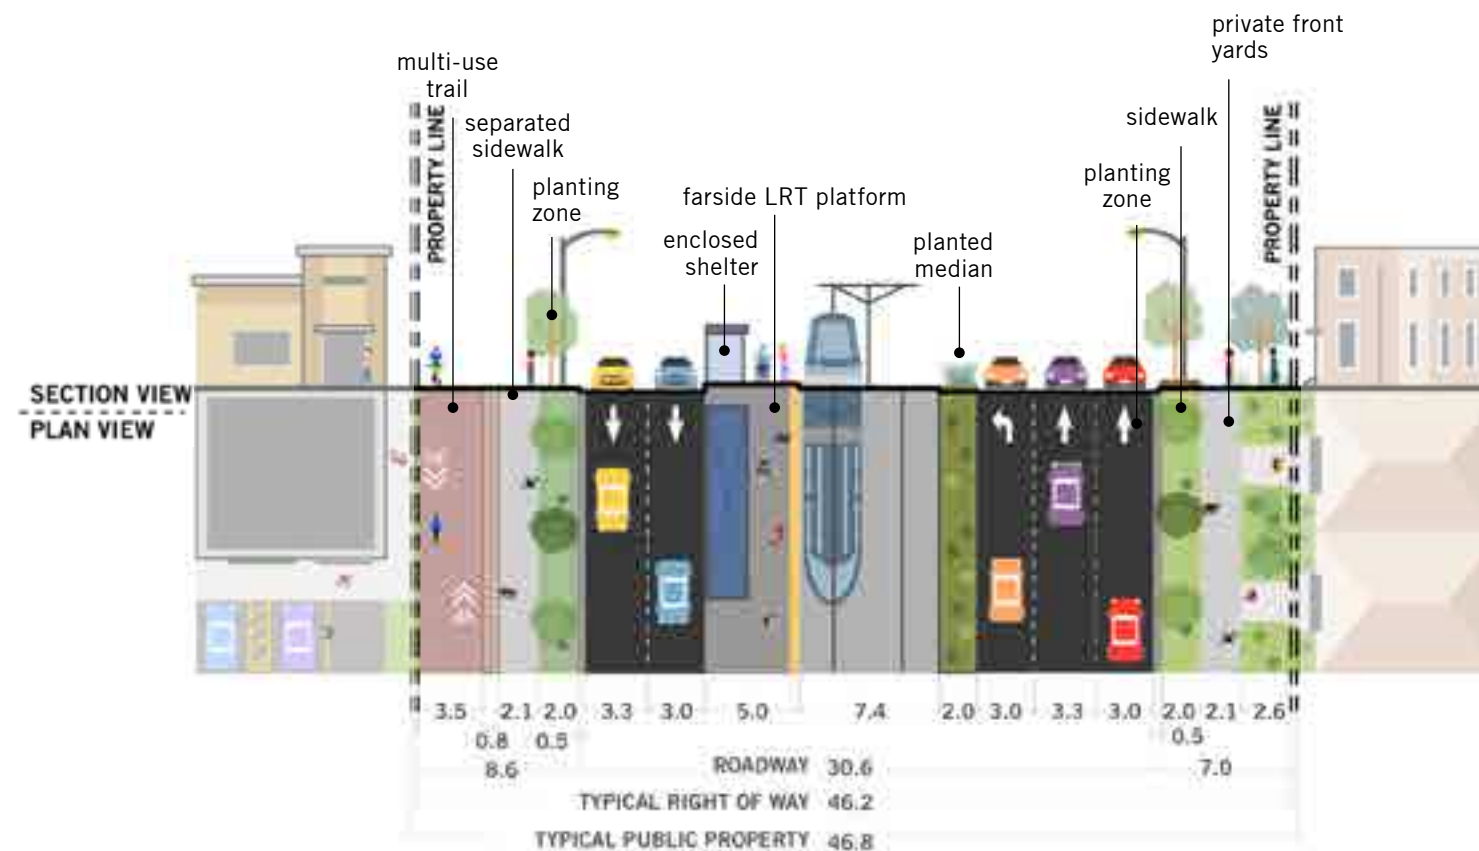 private front
yards
multi-use
trail
PROPERTY LINE
separated
sidewalk
sidewalk
PROPERTY LINE
planting
zone
planting
zone
farside LRT platform
enclosed
shelter
planted
median
SECTION VIEW
PLAN VIEW
3.5 2.1 2.0 3.3 3.0 5.0 7.4 2.0 3.0 3.3 3.0 2.0 2.1 2.6
0.8 0.5 0.5
8.6 7.0
ROADWAY 30.6
TYPICAL RIGHT OF WAY 46.2
TYPICAL PUBLIC PROPERTY 46.8